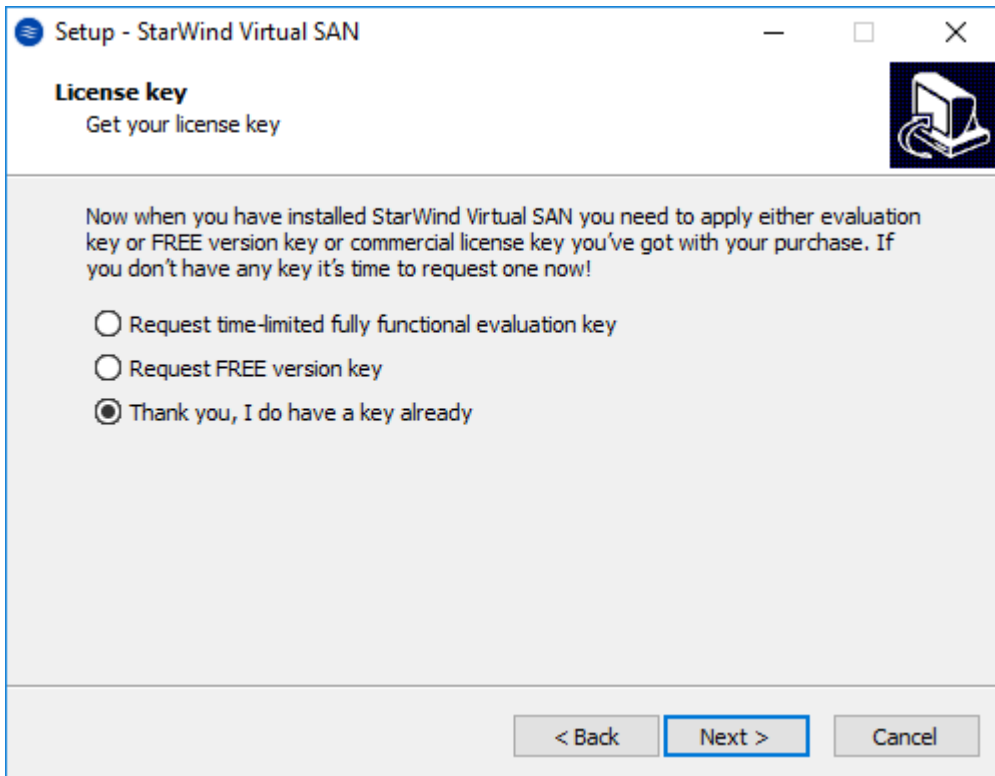 Setup - StarWind Virtual SAN
License key
Get your license key
Now when you have installed StarWind Virtual SAN you need to apply either evaluation
key or FREE version key or commercial license key you’ve got with your purchase. If
you don’t have any key it’s time to request one now!
Request time-limited fully functional evaluation key
Request FREE version key
Thank you, I do have a key already
< Back Next > Cancel